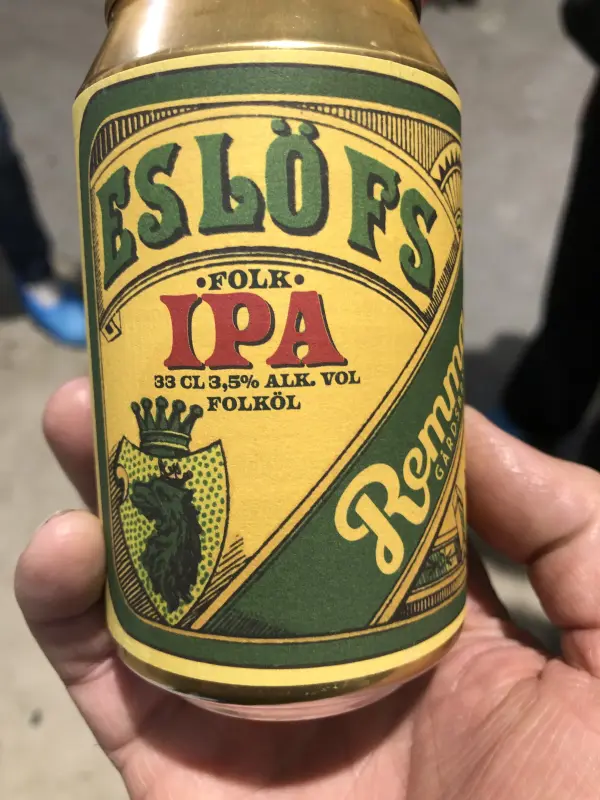 ESLÖFS
•FOLK•
IPA
33 CL 3,5% ALK. VOL
FOLKÖL